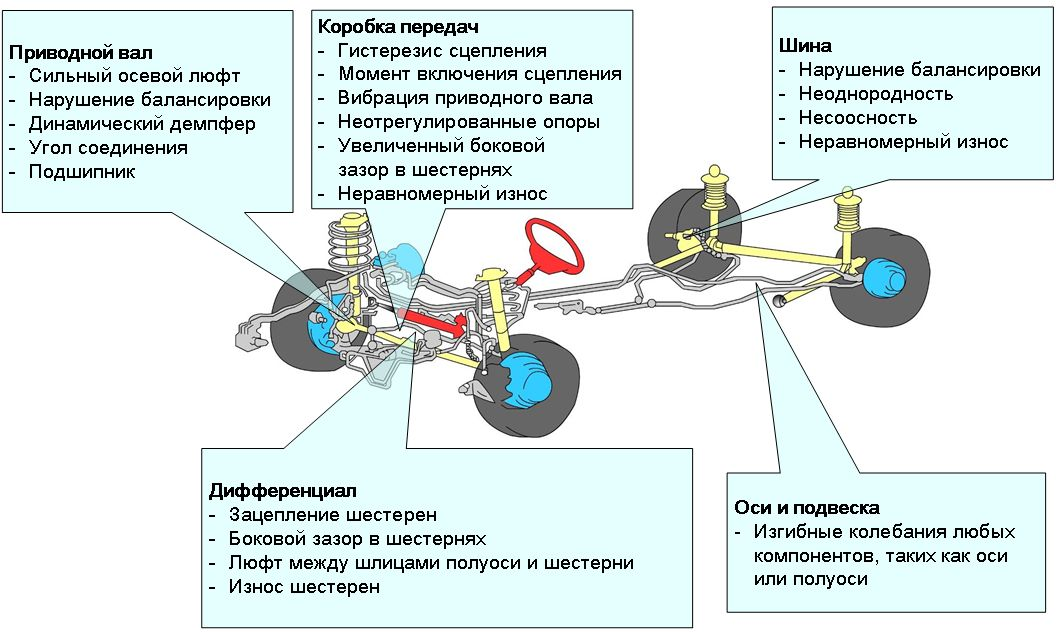 Приводной вал
- Сильный осевой люфт
- Нарушение балансировки
- Динамический демпфер
- Угол соединения
- Подшипник
Коробка передач
- Гистерезис сцепления
- Момент включения сцепления
- Вибрация приводного вала
- Неотрегулированные опоры
- Увеличенный боковой
зазор в шестернях
- Неравномерный износ
Шина
- Нарушение балансировки
- Неоднородность
- Несоосность
- Неравномерный износ
Дифференциал
- Зацепление шестерен
- Боковой зазор в шестернях
- Люфт между шлицами полуоси и шестерни
- Износ шестерен
Оси и подвеска
- Изгибные колебания любых
компонентов, таких как оси
или полуоси